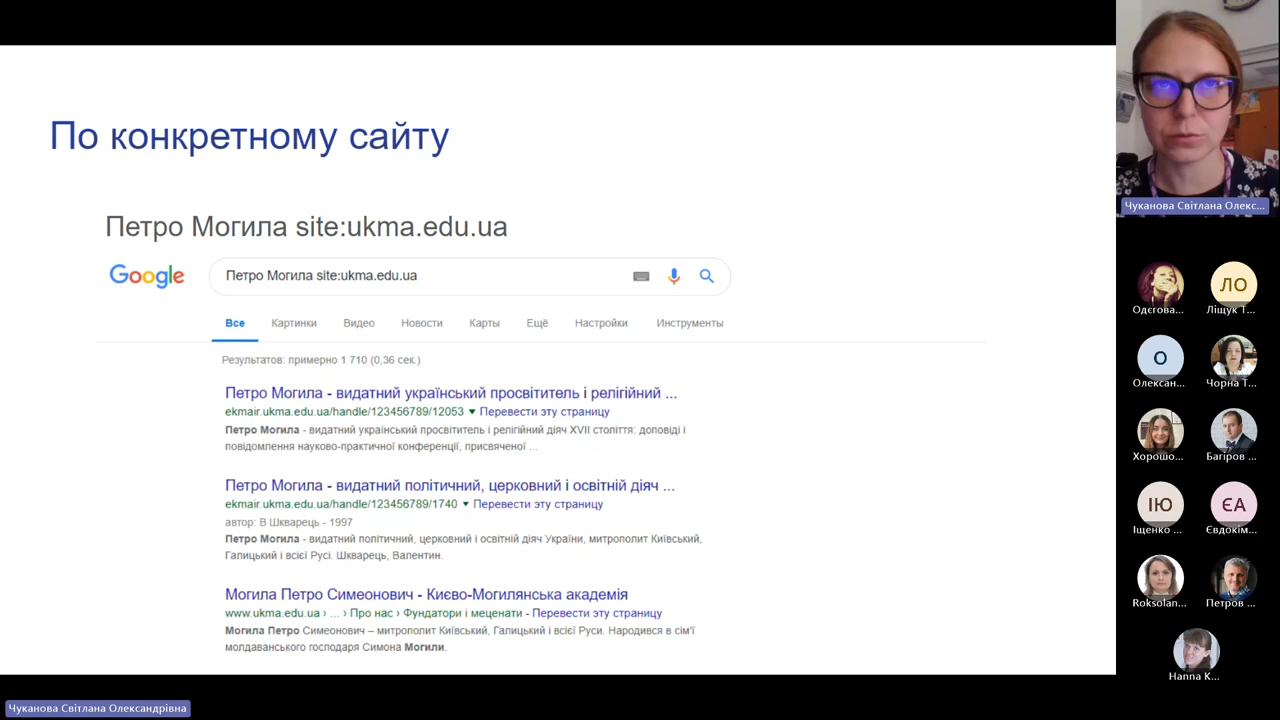 По конкретному сайту
Петро Могила site:ukma.edu.ua
Google
Петро Могила site:ukma.edu.ua
Все Картинки Видео Новости Карты Ещё Настройки Инструменты
Результатов: примерно 1 710 (0,36 сек.)
Петро Могила - видатний український просвітитель і релігійний ...
ekmair.ukma.edu.ua/handle/123456789/12053 ▼ Перевести эту страницу
Петро Могила - видатний український просвітитель і релігійний діяч XVII століття: доповіді і
повідомлення науково-практичної конференції, присвяченої ...
Петро Могила - видатний політичний, церковний і освітній діяч ...
ekmair.ukma.edu.ua/handle/123456789/1740 ▼ Перевести эту страницу
автор: В Шкварець - 1997
Петро Могила - видатний політичний, церковний і освітній діяч України, митрополит Київський,
Галицький і всієї Русі. Шкварець, Валентин.
Могила Петро Симеонович - Києво-Могилянська академія
www.ukma.edu.ua › ... › Про нас › Фундатори і меценати - Перевести эту страницу
Могила Петро Симеонович – митрополит Київський, Галицький і всієї Руси. Народився в сім'ї
молдаванського господаря Симона Могили.
Чуканова Світлана Олександрівна
Чуканова Світлана Олекс...
ЛО
Одєгова... Ліщук Т...
О
Олексан... Чорна Т...
Хорошо... Багіров ...
ІЮ ЄА
Іщенко ... Євдокім...
Roksolan... Петров ...
Hanna K...